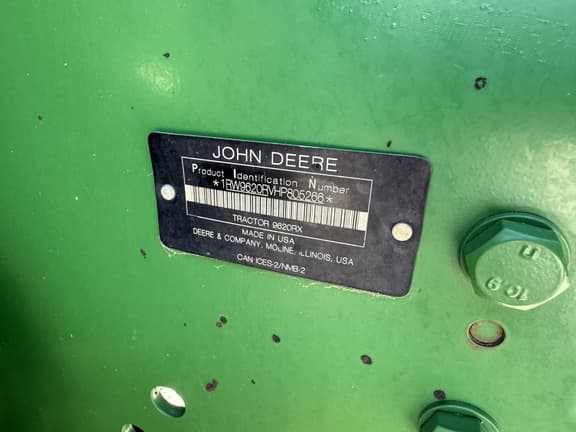 JOHN DEERE
Product Identification Number
*1RW9620RVHP805266*
TRACTOR 9620RX
MADE IN USA
DEERE & COMPANY, MOLINE, ILLINOIS, USA
CAN ICES-2/NMB-2
n
10.9